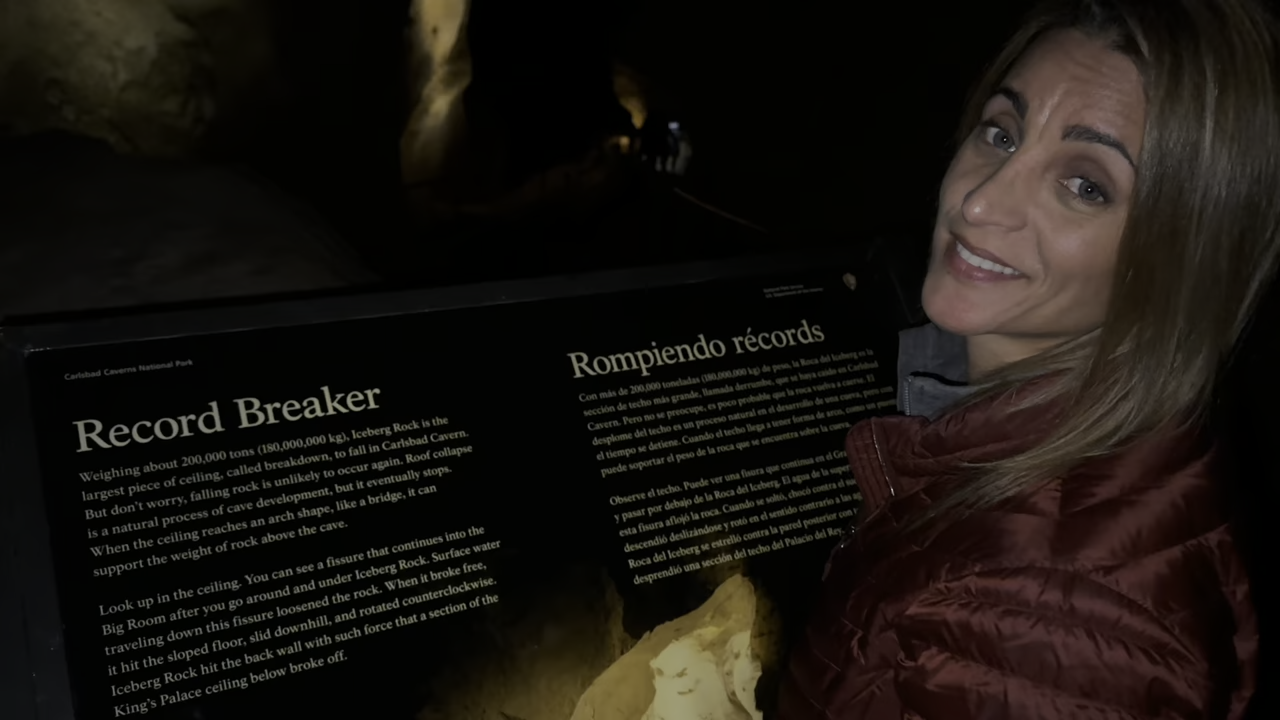 Carlsbad Caverns National Park
Record Breaker
Weighing about 200,000 tons (180,000,000 kg), Iceberg Rock is the
largest piece of ceiling, called breakdown, to fall in Carlsbad Cavern.
But don't worry, falling rock is unlikely to occur again. Roof collapse
is a natural process of cave development, but it eventually stops.
When the ceiling reaches an arch shape, like a bridge, it can
support the weight of rock above the cave.
Look up in the ceiling. You can see a fissure that continues into the
Big Room after you go around and under Iceberg Rock. Surface water
traveling down this fissure loosened the rock. When it broke free,
it hit the sloped floor, slid downhill, and rotated counterclockwise.
Iceberg Rock hit the back wall with such force that a section of the
King's Palace ceiling below broke off.
National Park Service
U.S. Department of the Interior
Rompiendo récords
Con más de 200,000 toneladas (180,000,000 kg) de peso, la Roca del Iceberg es la
sección de techo más grande, llamada derrumbe, que se haya caído en Carlsbad
Cavern. Pero no se preocupe, es poco probable que la roca vuelva a caerse. El
desplome del techo es un proceso natural en el desarrollo de una cueva, pero con
el tiempo se detiene. Cuando el techo llega a tener forma de arco, como un
puede soportar el peso de la roca que se encuentra sobre la cueva
Observe el techo. Puede ver una fisura que continua en el
y pasar por debajo de la Roca del Iceberg. El agua de la
esta fisura aflojó la roca. Cuando se soltó, chocó contra el
descendió deslizándose y rotó en el sentido contrario a las
Roca del Iceberg se estrelló contra la pared posterior con
desprendió una sección del techo del Palacio del Rey